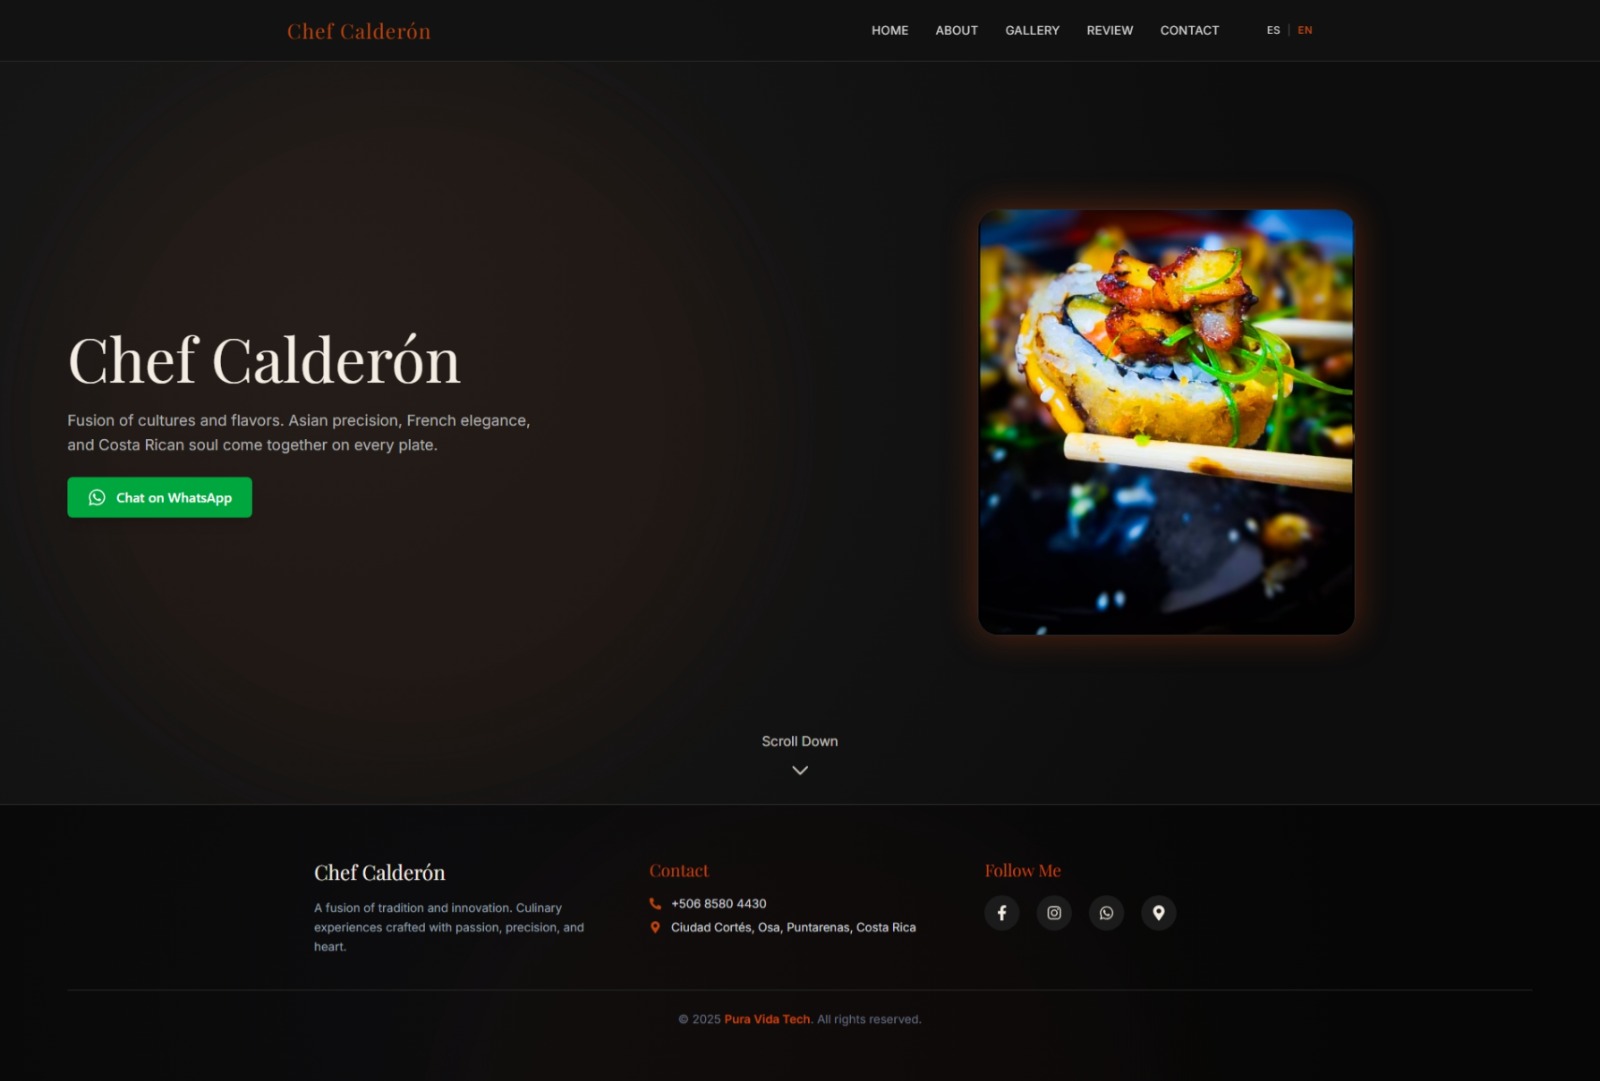 Chef Calderón
HOME
ABOUT
GALLERY
REVIEW
CONTACT
ES | EN
Chef Calderón
Fusion of cultures and flavors. Asian precision, French elegance,
and Costa Rican soul come together on every plate.
Chat on WhatsApp
Scroll Down
Chef Calderón
A fusion of tradition and innovation. Culinary
experiences crafted with passion, precision, and
heart.
Contact
+506 8580 4430
Ciudad Cortés, Osa, Puntarenas, Costa Rica
Follow Me
© 2025 Pura Vida Tech. All rights reserved.